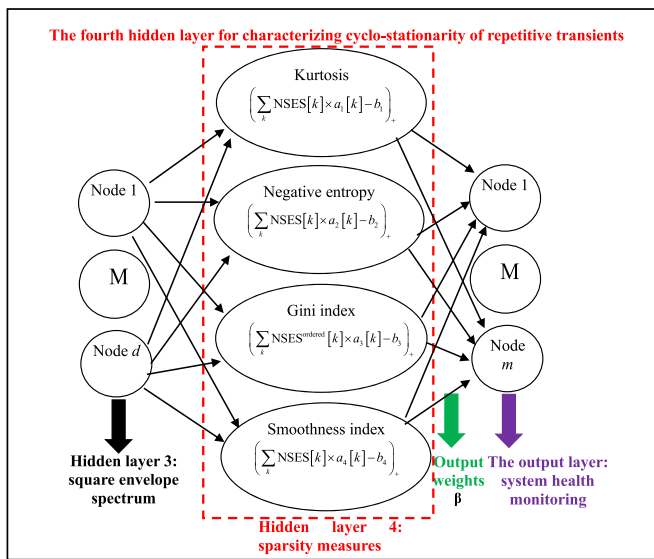 The fourth hidden layer for characterizing cyclo-stationarity of repetitive transients
Kurtosis
(∑ₖ NSES[k]×a₁[k]−b₁)₊
Node 1
Negative entropy
(∑ₖ NSES[k]×a₂[k]−b₂)₊
Node 1
M
M
Gini index
(∑ₖ NSESᵒʳᵈᵉʳᵉᵈ[k]×a₃[k]−b₃)₊
Node d
Node
m
Smoothness index
(∑ₖ NSES[k]×a₄[k]−b₄)₊
Hidden layer 3:
square envelope
spectrum
Output
weights
β
The output layer:
system health
monitoring
Hidden layer 4:
sparsity measures